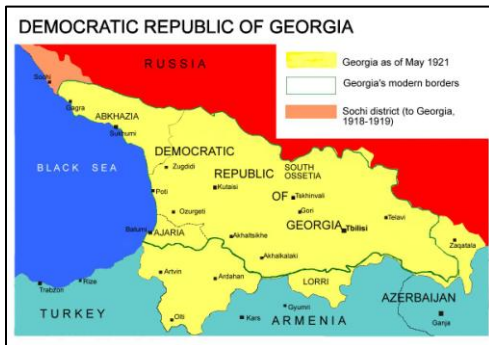 DEMOCRATIC REPUBLIC OF GEORGIA
Georgia as of May 1921
Georgia's modern borders
Sochi district (to Georgia,
1918-1919)
RUSSIA
Sochi
Gagra
ABKHAZIA
Sukhumi
BLACK SEA
DEMOCRATIC
Zugdidi
REPUBLIC
SOUTH
OSSETIA
Kutaisi
OF
Tskhinvali
Poti
Gori
Ozurgeti
GEORGIA
Tbilisi
Telavi
Batumi
AJARIA
Akhaltsikhe
Zaqatala
Akhalkalaki
Artvin
Ardahan
LORRI
Trabzon
Rize
AZERBAIJAN
Gyumri
Olti
Kars
Ganja
TURKEY
ARMENIA